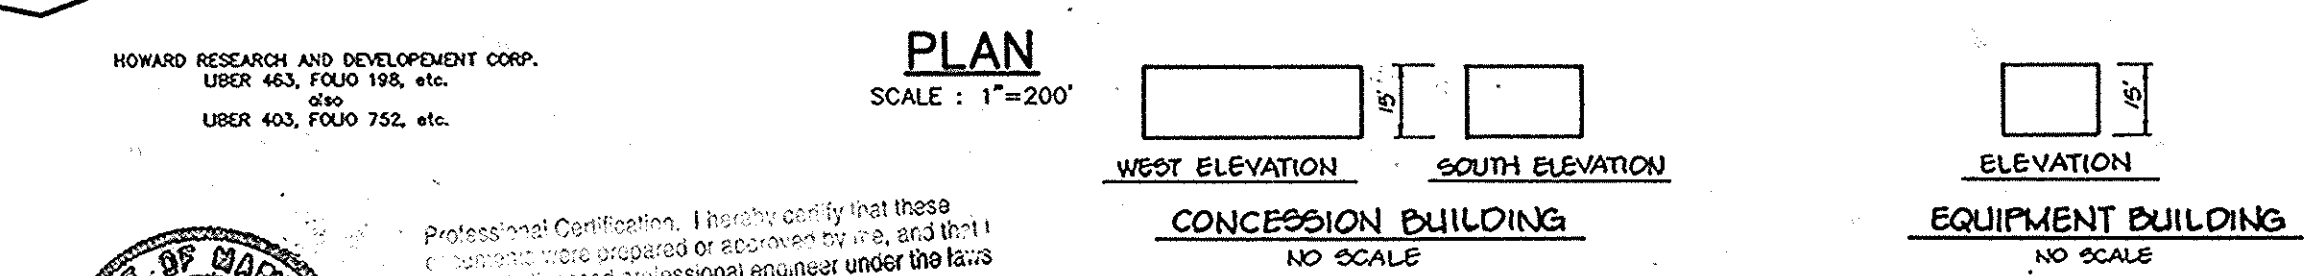 HOWARD RESEARCH AND DEVELOPEMENT CORP.
LIBER 463, FOLIO 198, etc.
also
LIBER 403, FOLIO 752, etc.
PLAN
SCALE : 1"=200'
15'
WEST ELEVATION
SOUTH ELEVATION
CONCESSION BUILDING
NO SCALE
15'
ELEVATION
EQUIPMENT BUILDING
NO SCALE
Professional Certification. I hereby certify that these
documents were prepared or approved by me, and that I
professional engineer under the laws
OF